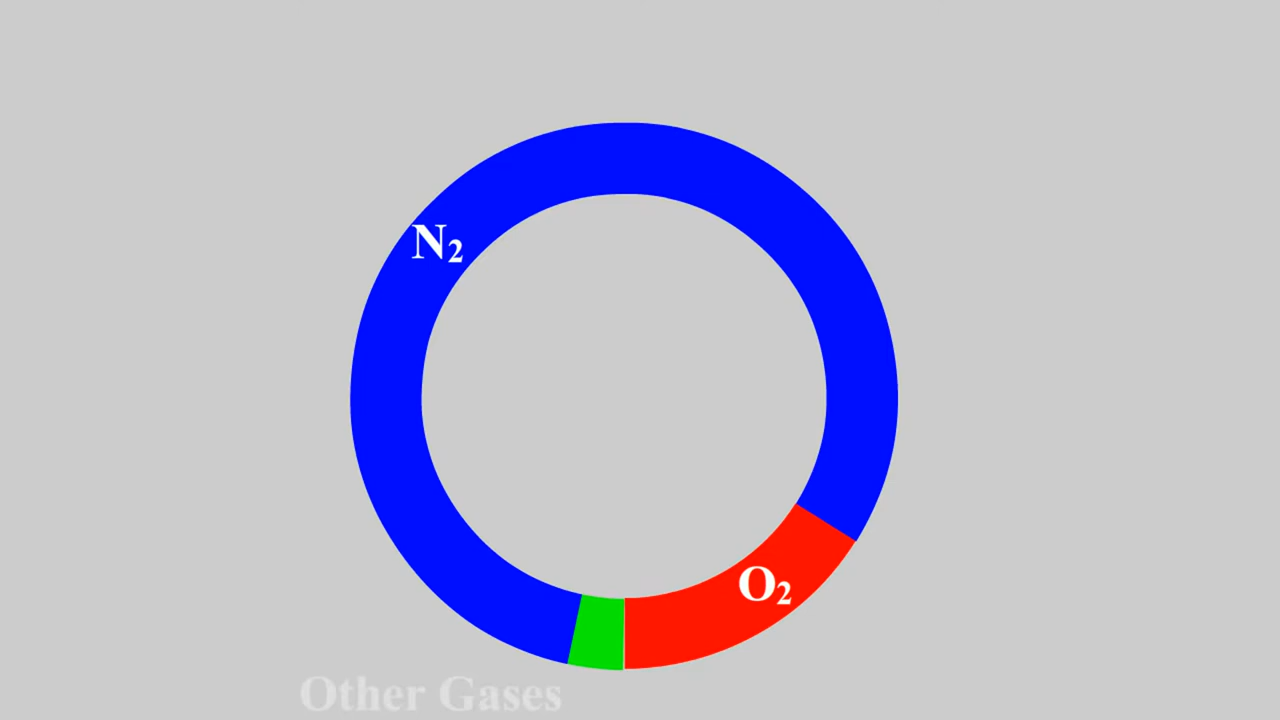 N₂
O₂
Other Gases